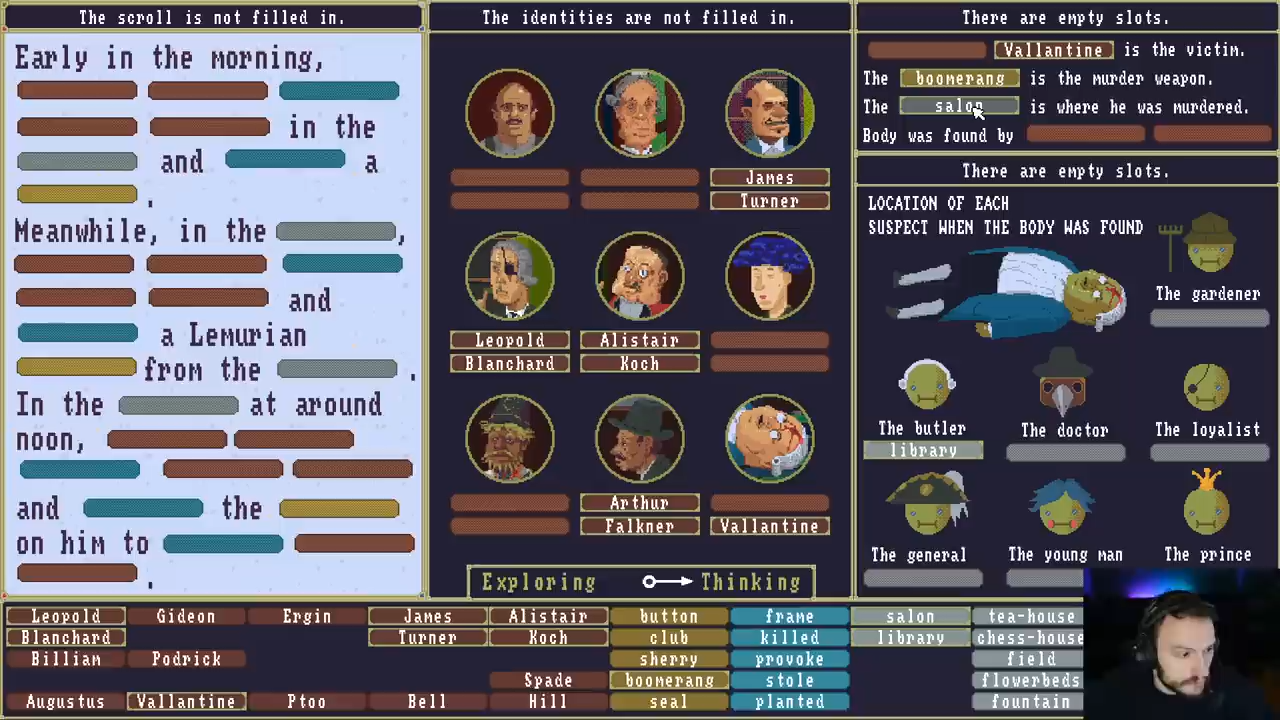 The scroll is not filled in.
Early in the morning,
in the
and a
.
Meanwhile, in the ,
and
a Lemurian
from the .
In the at around
noon,
and the
on him to
.
The identities are not filled in.
James
Turner
Leopold Alistair
Blanchard Koch
Arthur
Falkner Vallantine
Exploring Thinking
There are empty slots.
Vallantine is the victim.
The boomerang is the murder weapon.
The salon is where he was murdered.
Body was found by
There are empty slots.
LOCATION OF EACH
SUSPECT WHEN THE BODY WAS FOUND
The gardener
The butler The doctor The loyalist
library
The general The young man The prince
Leopold Gideon Ergin James Alistair button frame salon tea-house
Blanchard Turner Koch club killed library chess-house
Billiam Podrick sherry provoke field
Spade boomerang stole flowerbeds
Augustus Vallantine Ptoo Bell Hill seal planted fountain